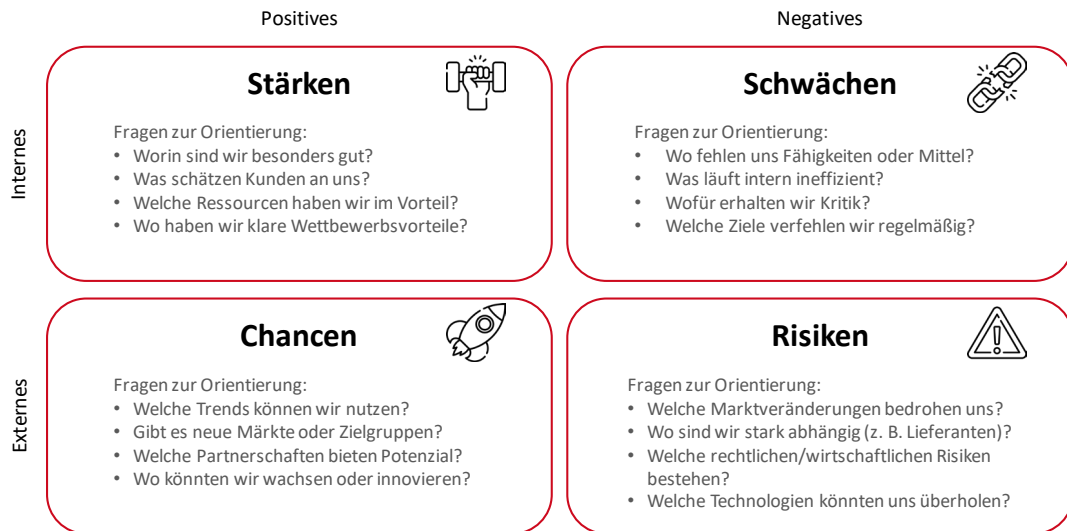 Positives
Negatives
Internes
Stärken
Fragen zur Orientierung:
• Worin sind wir besonders gut?
• Was schätzen Kunden an uns?
• Welche Ressourcen haben wir im Vorteil?
• Wo haben wir klare Wettbewerbsvorteile?
Schwächen
Fragen zur Orientierung:
• Wo fehlen uns Fähigkeiten oder Mittel?
• Was läuft intern ineffizient?
• Wofür erhalten wir Kritik?
• Welche Ziele verfehlen wir regelmäßig?
Externes
Chancen
Fragen zur Orientierung:
• Welche Trends können wir nutzen?
• Gibt es neue Märkte oder Zielgruppen?
• Welche Partnerschaften bieten Potenzial?
• Wo könnten wir wachsen oder innovieren?
Risiken
Fragen zur Orientierung:
• Welche Marktveränderungen bedrohen uns?
• Wo sind wir stark abhängig (z. B. Lieferanten)?
• Welche rechtlichen/wirtschaftlichen Risiken
bestehen?
• Welche Technologien könnten uns überholen?